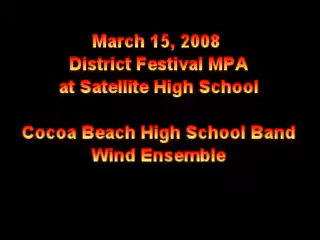 March 15, 2008
District Festival MPA
at Satellite High School
Cocoa Beach High School Band
Wind Ensemble